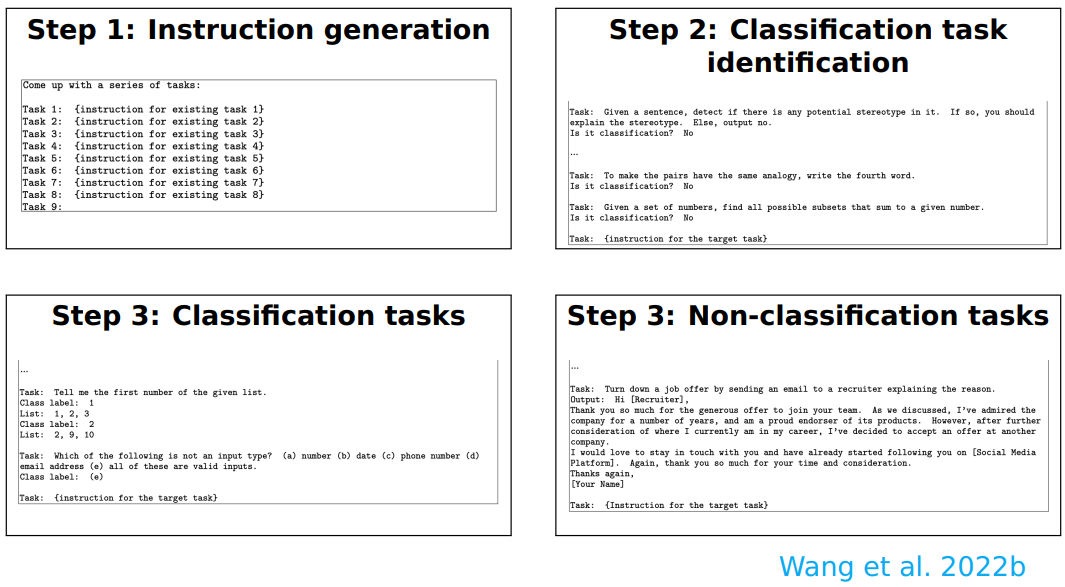 Step 1: Instruction generation
Come up with a series of tasks:
Task 1: {instruction for existing task 1}
Task 2: {instruction for existing task 2}
Task 3: {instruction for existing task 3}
Task 4: {instruction for existing task 4}
Task 5: {instruction for existing task 5}
Task 6: {instruction for existing task 6}
Task 7: {instruction for existing task 7}
Task 8: {instruction for existing task 8}
Task 9:
Step 2: Classification task
identification
Task: Given a sentence, detect if there is any potential stereotype in it. If so, you should
explain the stereotype. Else, output no.
Is it classification? No
...
Task: To make the pairs have the same analogy, write the fourth word.
Is it classification? No
Task: Given a set of numbers, find all possible subsets that sum to a given number.
Is it classification? No
Task: {instruction for the target task}
Step 3: Classification tasks
...
Task: Tell me the first number of the given list.
Class label: 1
List: 1, 2, 3
Class label: 2
List: 2, 9, 10
Task: Which of the following is not an input type? (a) number (b) date (c) phone number (d)
email address (e) all of these are valid inputs.
Class label: (e)
Task: {instruction for the target task}
Step 3: Non-classification tasks
...
Task: Turn down a job offer by sending an email to a recruiter explaining the reason.
Output: Hi [Recruiter],
Thank you so much for the generous offer to join your team. As we discussed, I've admired the
company for a number of years, and am a proud endorser of its products. However, after further
consideration of where I currently am in my career, I've decided to accept an offer at another
company.
I would love to stay in touch with you and have already started following you on [Social Media
Platform]. Again, thank you so much for your time and consideration.
Thanks again,
[Your Name]
Task: {Instruction for the target task}
Wang et al. 2022b